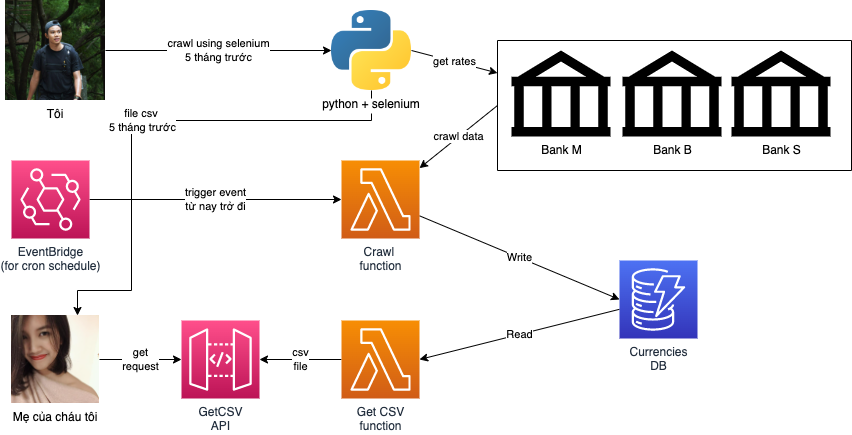 crawl using selenium
5 tháng trước
get rates
Tôi
file csv
5 tháng trước
python + selenium
crawl data
Bank M
Bank B
Bank S
trigger event
từ nay trở đi
EventBridge
(for cron schedule)
Crawl
function
Write
Read
Currencies
DB
get
request
csv
file
Mẹ của cháu tôi
GetCSV
API
Get CSV
function